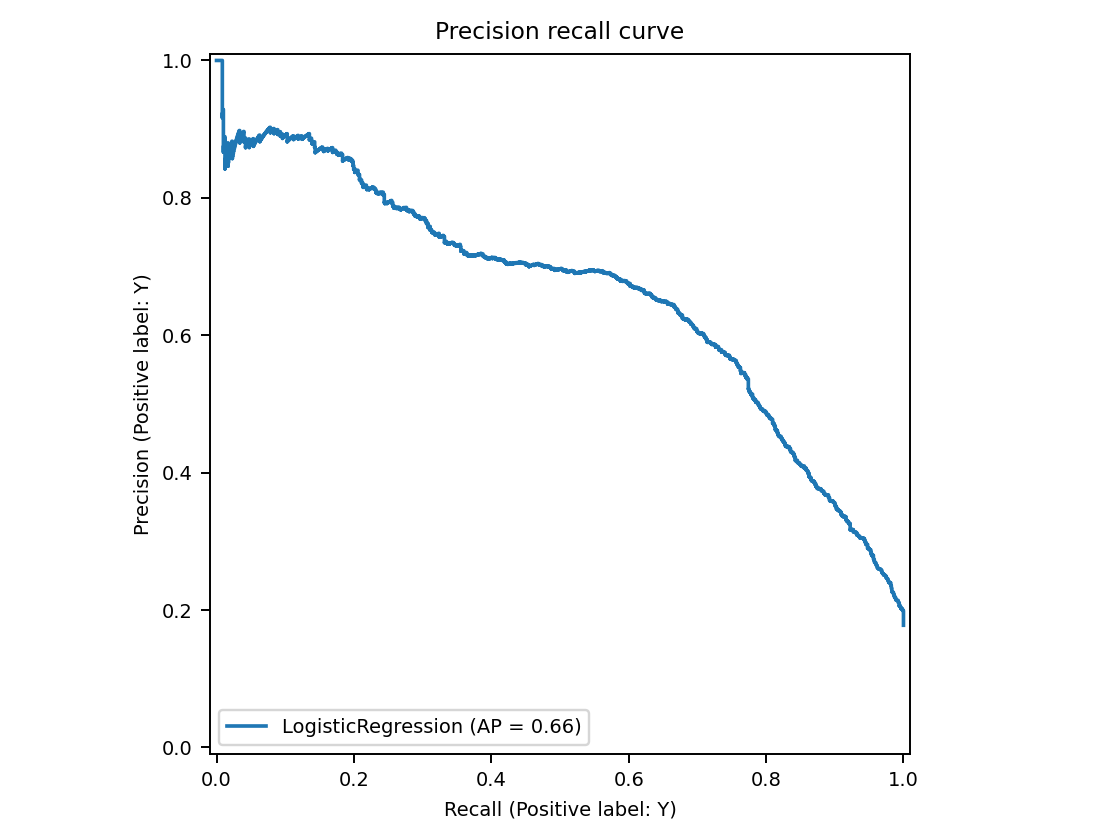 Precision recall curve
1.0
0.8
0.6
0.4
0.2
0.0
Precision (Positive label: Y)
LogisticRegression (AP = 0.66)
0.0 0.2 0.4 0.6 0.8 1.0
Recall (Positive label: Y)